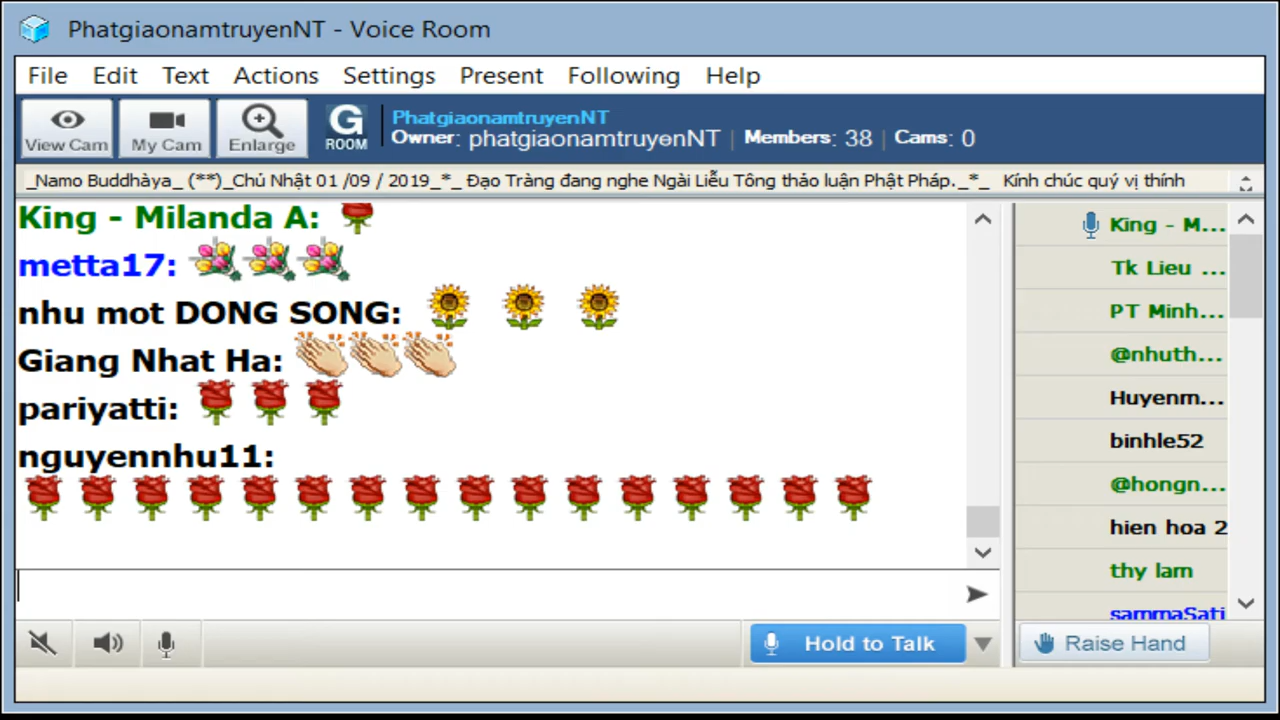 PhatgiaonamtruyenNT - Voice Room
File Edit Text Actions Settings Present Following Help
View Cam My Cam Enlarge G ROOM
PhatgiaonamtruyenNT
Owner: phatgiaonamtruyenNT | Members: 38 | Cams: 0
_Namo Buddhàya_ (**)_Chủ Nhật 01 /09 / 2019_*_ Đạo Tràng đang nghe Ngài Liễu Tông thảo luận Phật Pháp._*_ Kính chúc quý vị thính
King - Milanda A:
metta17:
nhu mot DONG SONG:
Giang Nhat Ha:
pariyatti:
nguyennhu11:
King - M...
Tk Lieu ...
PT Minh...
@nhuth...
Huyenm...
binhle52
@hongn...
hien hoa 2
thy lam
sammaSati
Hold to Talk
Raise Hand